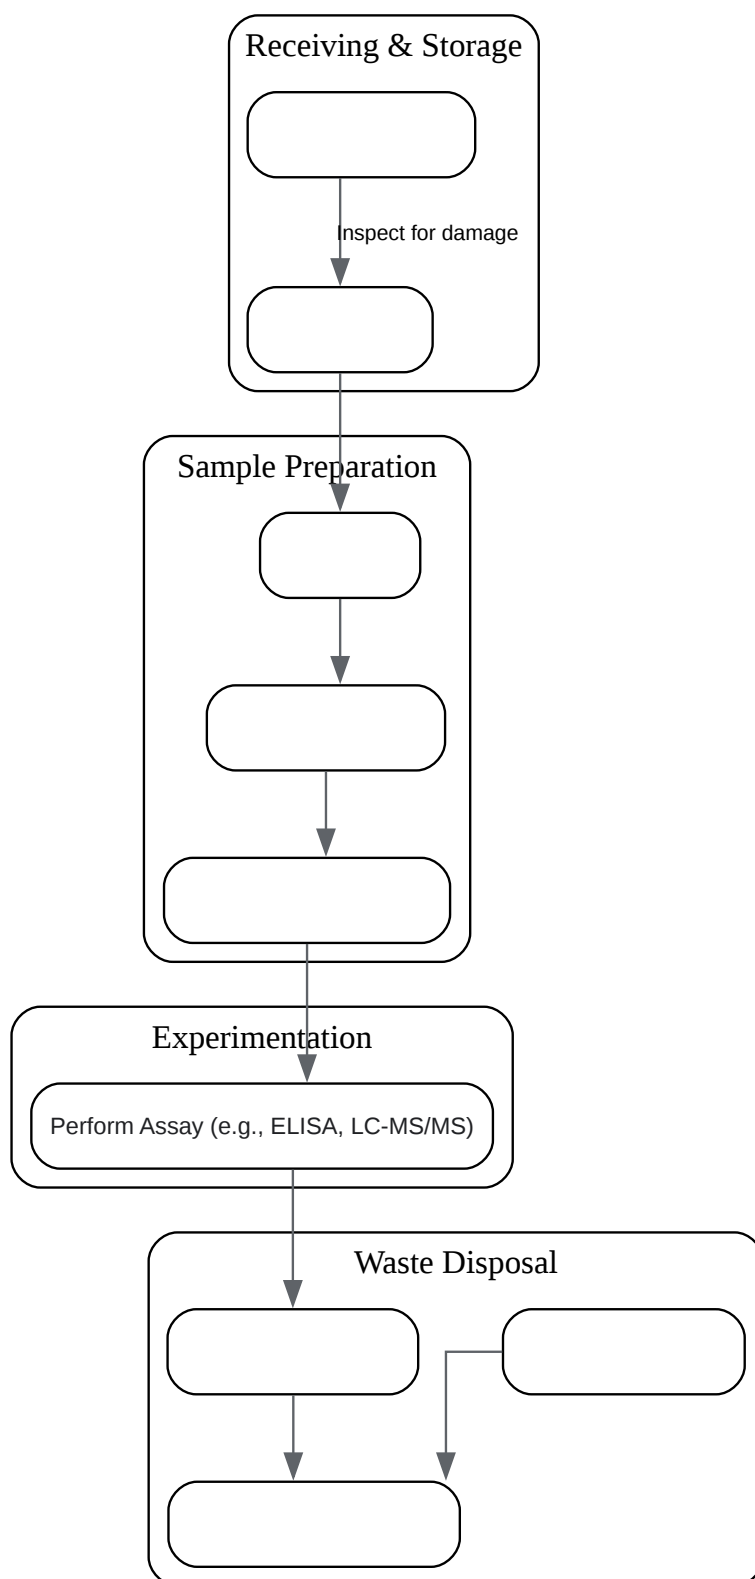 Receiving & Storage
Inspect for damage
Sample Preparation
Experimentation
Perform Assay (e.g., ELISA, LC-MS/MS)
Waste Disposal